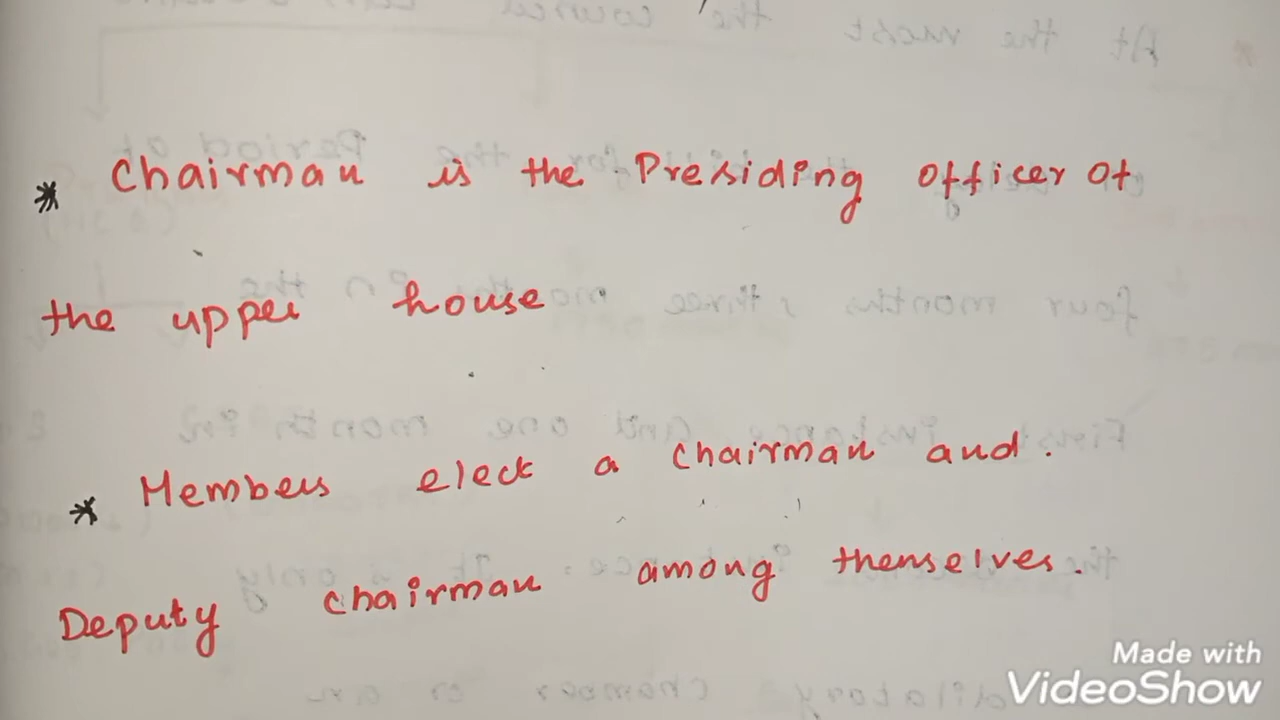 * Chairman is the Presiding officer of
the upper house
* Members elect a chairman and.
Deputy chairman among themselves.
Made with
VideoShow